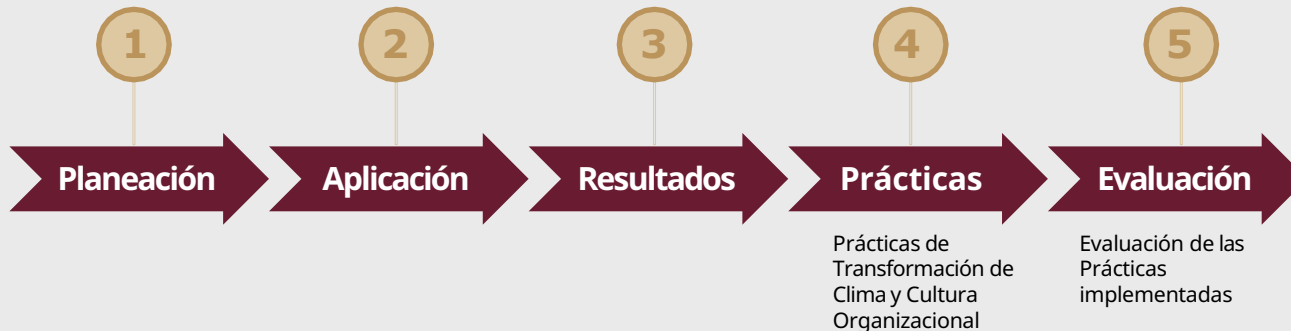 1 2 3 4 5
Planeación Aplicación Resultados Prácticas Evaluación
Prácticas de
Transformación de
Clima y Cultura
Organizacional
Evaluación de las
Prácticas
implementadas